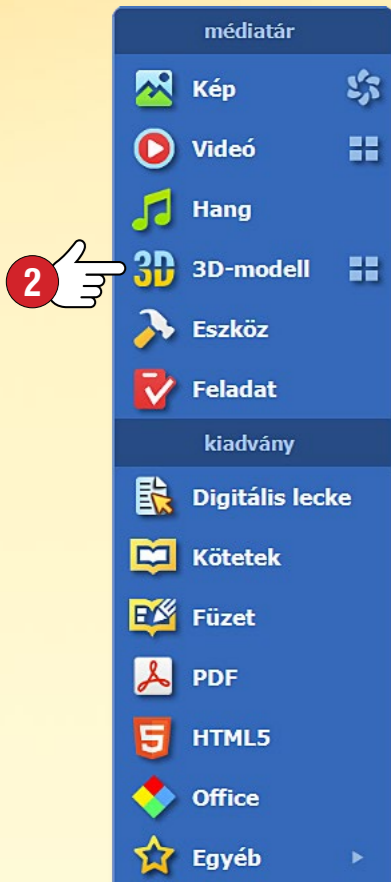 médiatár
Kép
Videó
Hang
2
3D 3D-modell
Eszköz
Feladat
kiadvány
Digitális lecke
Kötetek
Füzet
PDF
5 HTML5
Office
Egyéb